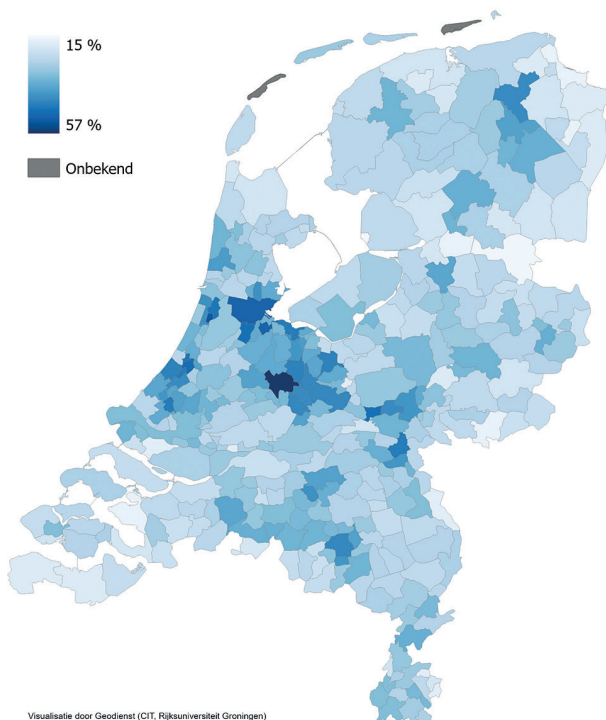 15 %
57 %
Onbekend
Visualisatie door Geodienst (CIT, Rijksuniversiteit Groningen)